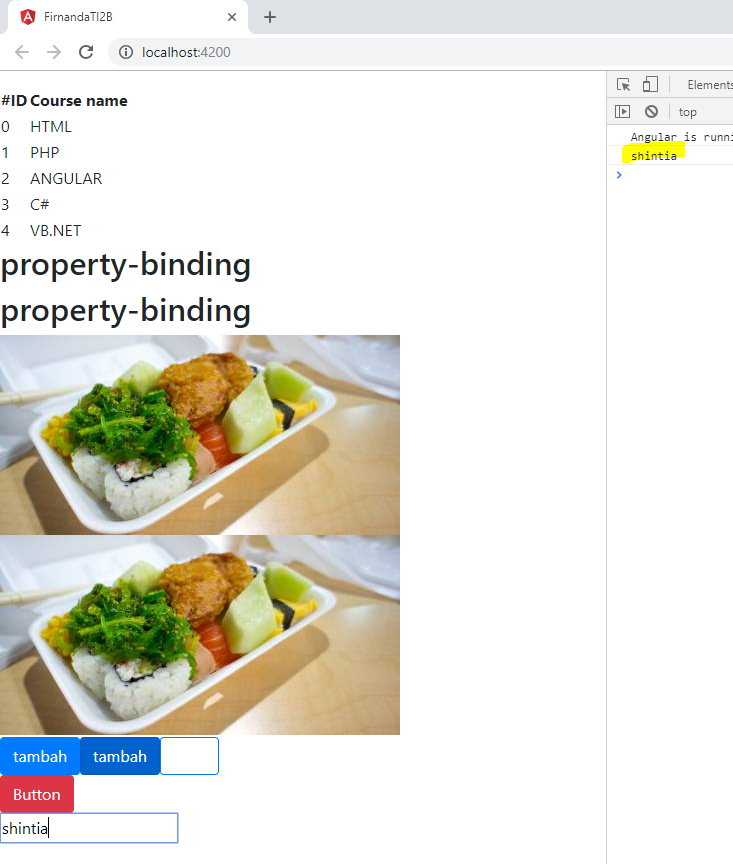 FirnandaTI2B
localhost:4200
#ID Course name
0 HTML
1 PHP
2 ANGULAR
3 C#
4 VB.NET
property-binding
property-binding
tambah tambah
Button
shintia
Elements
top
Angular is runni
shintia